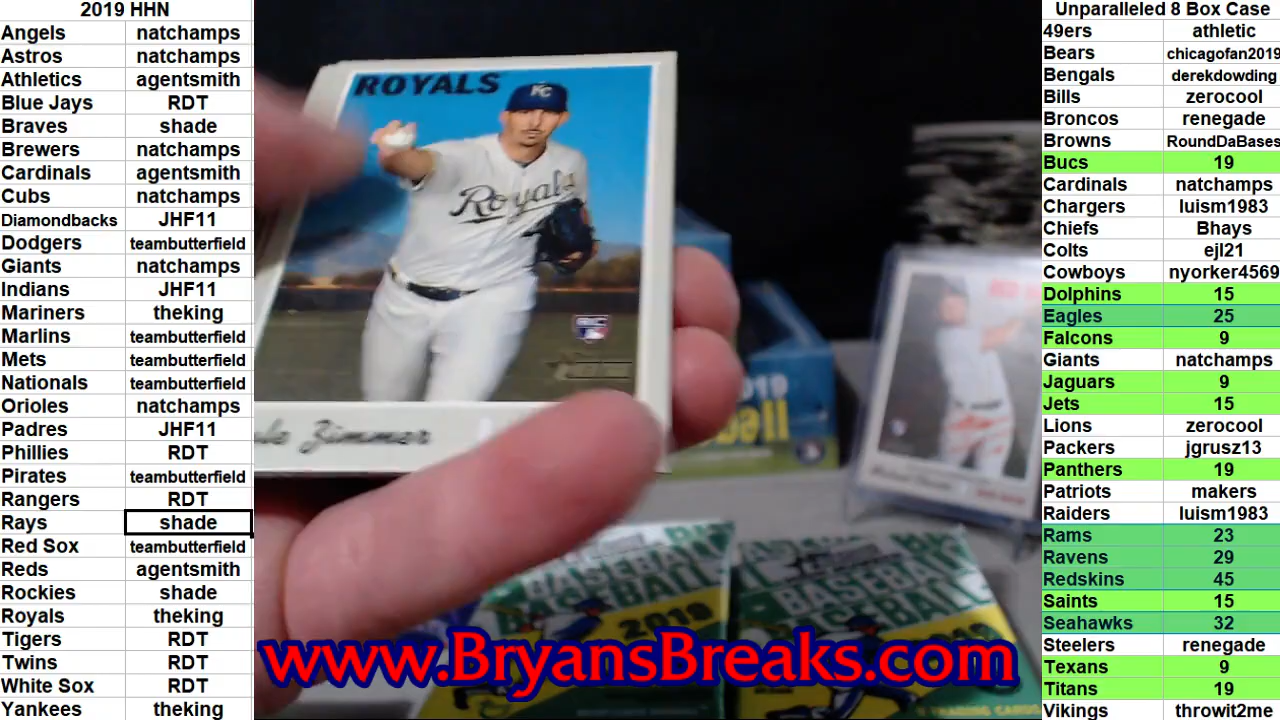 2019 HHN
Angels natchamps
Astros natchamps
Athletics agentsmith
Blue Jays RDT
Braves shade
Brewers natchamps
Cardinals agentsmith
Cubs natchamps
Diamondbacks JHF11
Dodgers teambutterfield
Giants natchamps
Indians JHF11
Mariners theking
Marlins teambutterfield
Mets teambutterfield
Nationals teambutterfield
Orioles natchamps
Padres JHF11
Phillies RDT
Pirates teambutterfield
Rangers RDT
Rays shade
Red Sox teambutterfield
Reds agentsmith
Rockies shade
Royals theking
Tigers RDT
Twins RDT
White Sox RDT
Yankees theking
ROYALS
KC
Royals
Zimmer
BASEBALL
BASEBALL
2019
BASEBALL
www.BryansBreaks.com
Unparalleled 8 Box Case
49ers athletic
Bears chicagofan2019
Bengals derekdowding
Bills zerocool
Broncos renegade
Browns RoundDaBases
Bucs 19
Cardinals natchamps
Chargers luism1983
Chiefs Bhays
Colts ejl21
Cowboys nyorker4569
Dolphins 15
Eagles 25
Falcons 9
Giants natchamps
Jaguars 9
Jets 15
Lions zerocool
Packers jgrusz13
Panthers 19
Patriots makers
Raiders luism1983
Rams 23
Ravens 29
Redskins 45
Saints 15
Seahawks 32
Steelers renegade
Texans 9
Titans 19
Vikings throwit2me